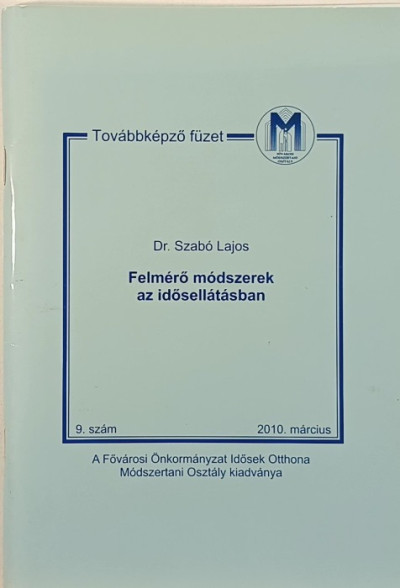 Továbbképző füzet
M
Dr. Szabó Lajos
Felmérő módszerek
az idősellátásban
9. szám
2010. március
A Fővárosi Önkormányzat Idősek Otthona
Módszertani Osztály kiadványa